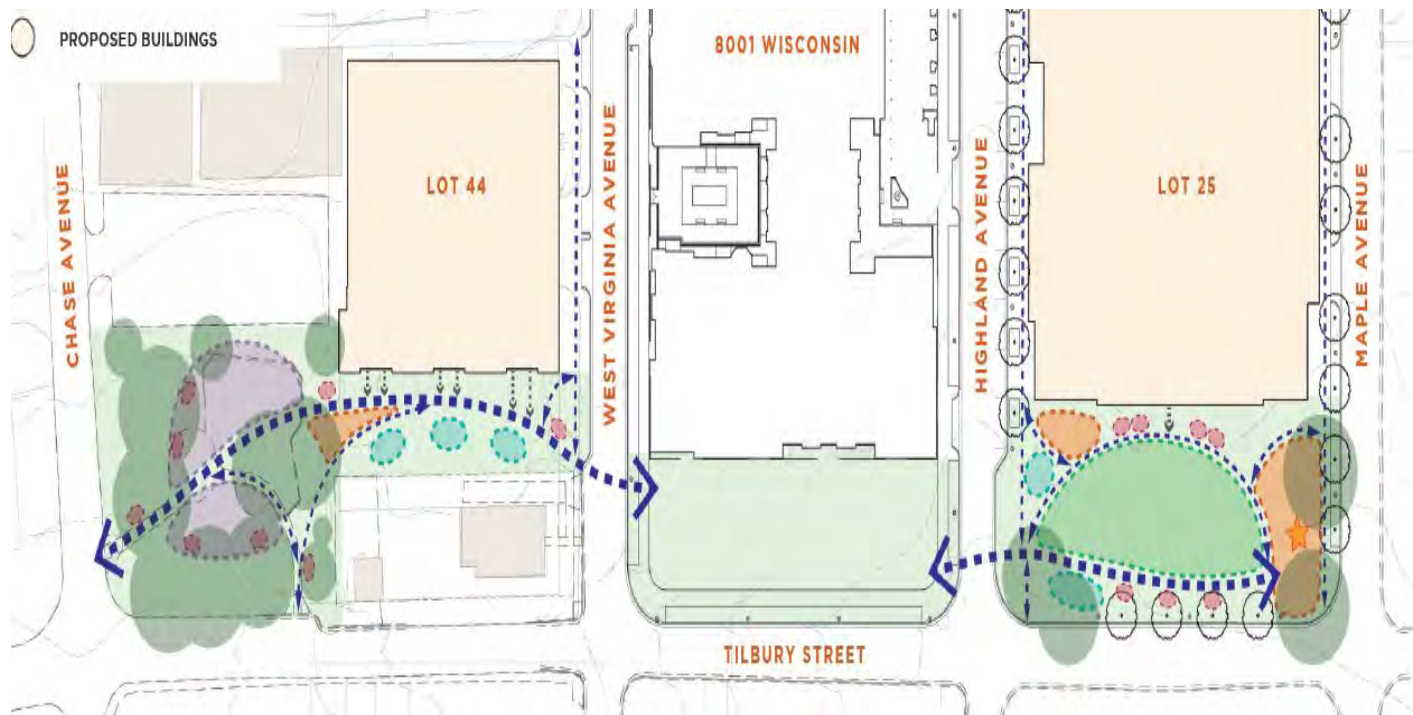 PROPOSED BUILDINGS
8001 WISCONSIN
LOT 44
LOT 25
CHASE AVENUE
WEST VIRGINIA AVENUE
HIGHLAND AVENUE
MAPLE AVENUE
TILBURY STREET